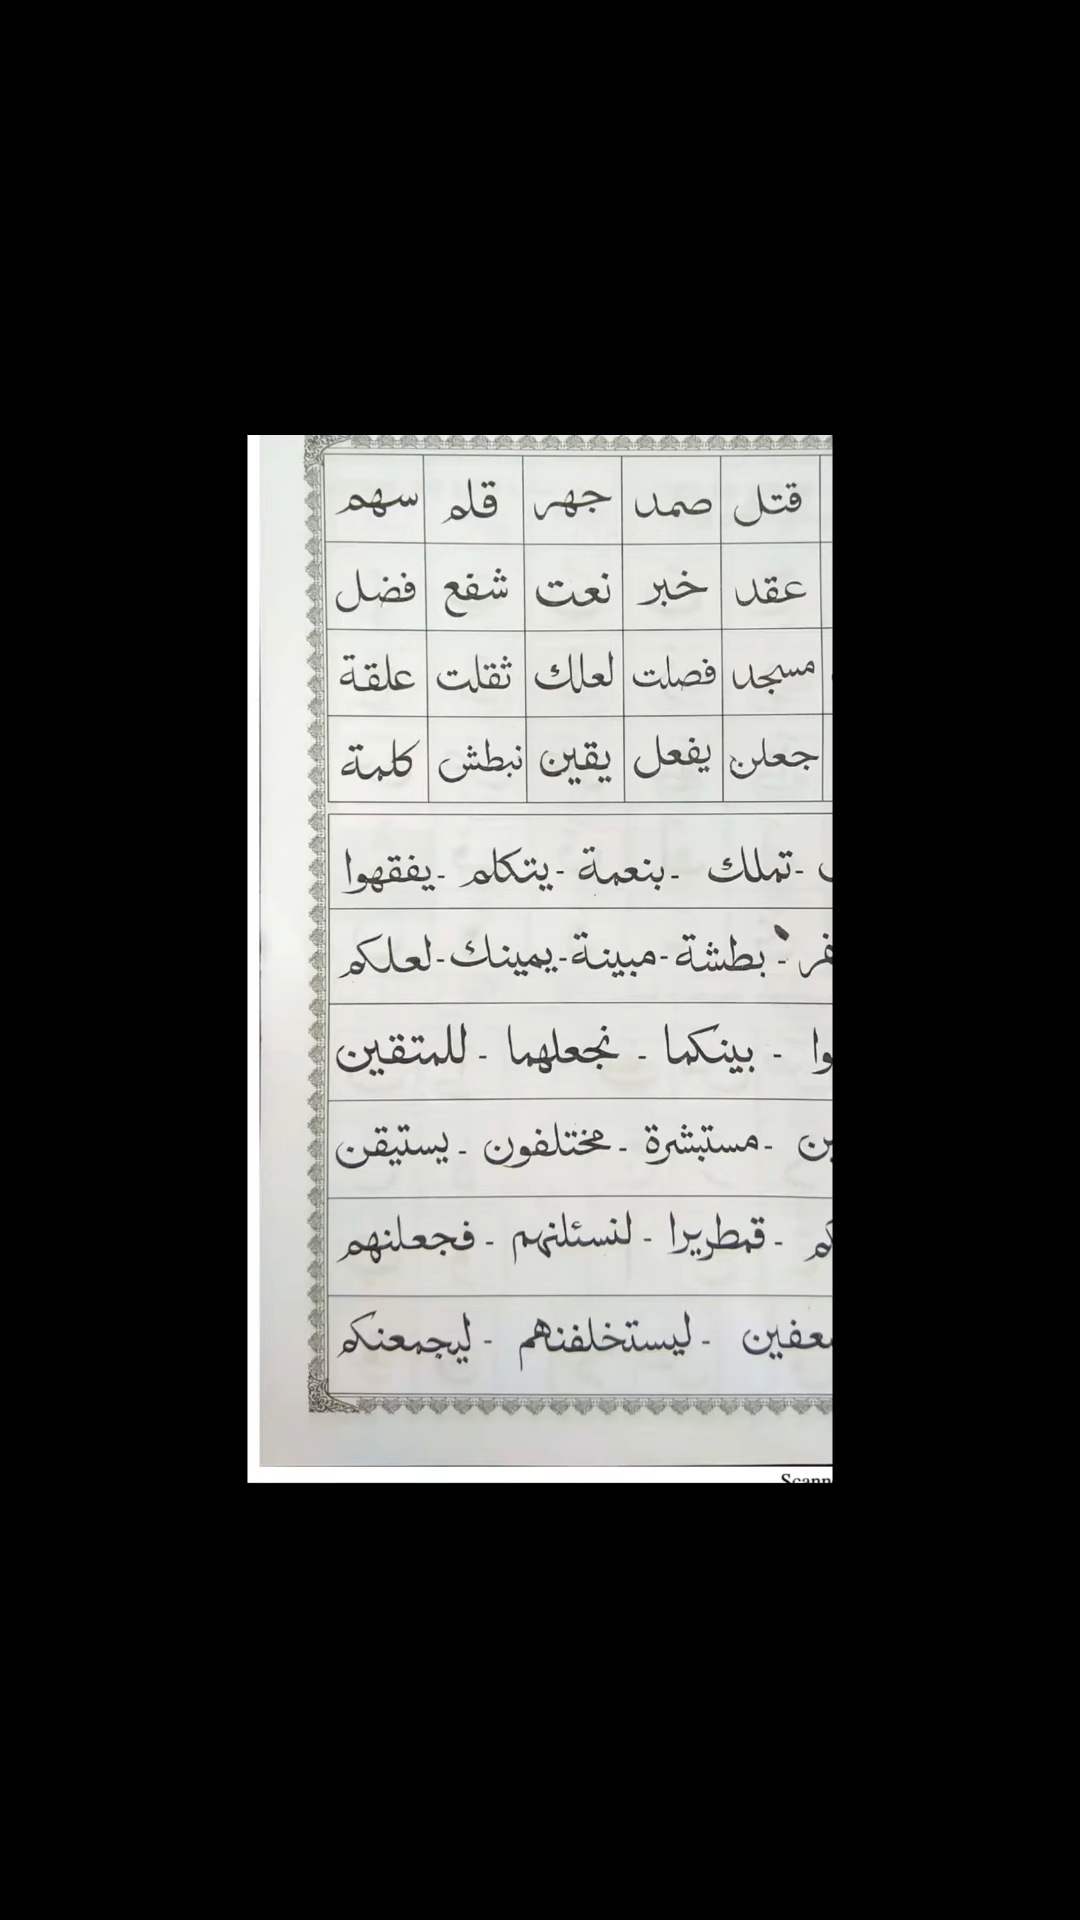 قتل صمد جهر قلم سهم
عقد خبر نعت شفع فضل
مسجد فصلت لعلك ثقلت علقة
جعلن يفعل يقين نبطش كلمة
- تملك - بنعمة - يتكلم - يفقهوا
- بطشة - مبينة - يمينك - لعلكم
- بينكما - نجعلهما - للمتقين
- مستبشرة - مختلفون - يستيقن
- قمطريرا - لنسئلنهم - فجعلنهم
- ليستخلفنهم - ليجمعنكم